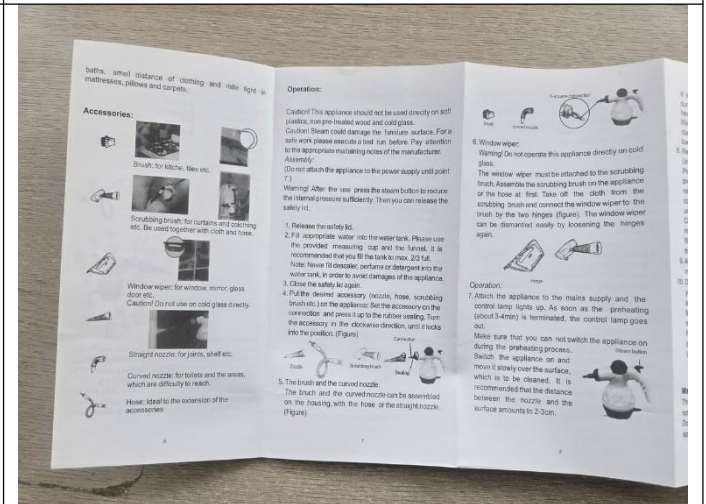 baths, smell distance of clothing and mite fight in
mattresses, pillows and carpets.
Accessories:
Brush: for kitche, tiles etc.
Scrubbing brush: for curtains and colothing
etc. Be used together with cloth and hose.
Window wiper: for window, mirror, glass
door etc.
Caution! Do not use on cold glass directly.
Straight nozzle: for joints, shelf etc.
Curved nozzle: for toilets and the areas,
which are difficulty to reach.
Hose: ideal to the extension of the
accessories
6
Operation:
Caution! This appliance should not be used directly on soft
plastics, non pre-treated wood and cold glass.
Caution! Steam could damage the furniture surface. For a
safe work please execute a test run before. Pay attention
to the appropriate maintaining notes of the manufacturer.
Assembly:
(Do not attach the appliance to the power supply until point
7.)
Warning! After the use press the steam button to reduce
the internal pressure sufficiently. Then you can release the
safety lid.
1. Release the safety lid.
2. Fill appropriate water into the water tank. Please use
the provided measuring cup and the funnel. It is
recommended that you fill the tank to max. 2/3 full.
Note: Never fill descaler, perfume or detergent into the
water tank, in order to avoid damages of the appliance.
3. Close the safety lid again.
4. Put the desired accessory (nozzle, hose, scrubbing
brush etc.) on the appliance: Set the accessory on the
connection and press it up to the rubber sealing. Turn
the accessory in the clockwise direction, until it locks
into the position. (Figure)
Connection
Nozzle
Scrubbing brush
Sealing
5. The brush and the curved nozzle:
The bruch and the curved nozzle can be assembled
on the housing, with the hose or the straight nozzle.
(Figure)
7
connection
Brush
curved nozzle
6. Window wiper:
Warning! Do not operate this appliance directly on cold
glass.
The window wiper must be attached to the scrubbing
bruch. Assemble the scrubbing brush on the appliance
or the hose at first. Take off the cloth from the
scrubbing brush and connect the window wiper to the
brush by the two hinges (figure). The window wiper
can be dismantled easily by loosening the hinges
again.
Hinge
Operation:
7. Attach the appliance to the mains supply and the
control lamp lights up. As soon as the preheating
(about 3-4min) is terminated, the control lamp goes
out.
Make sure that you can not switch the appliance on
during the preheating process.
Steam button
Switch the appliance on and
move it slowly over the surface,
which is to be cleaned. It is
recommended that the distance
between the nozzle and the
surface amounts to 2-3cm.
8